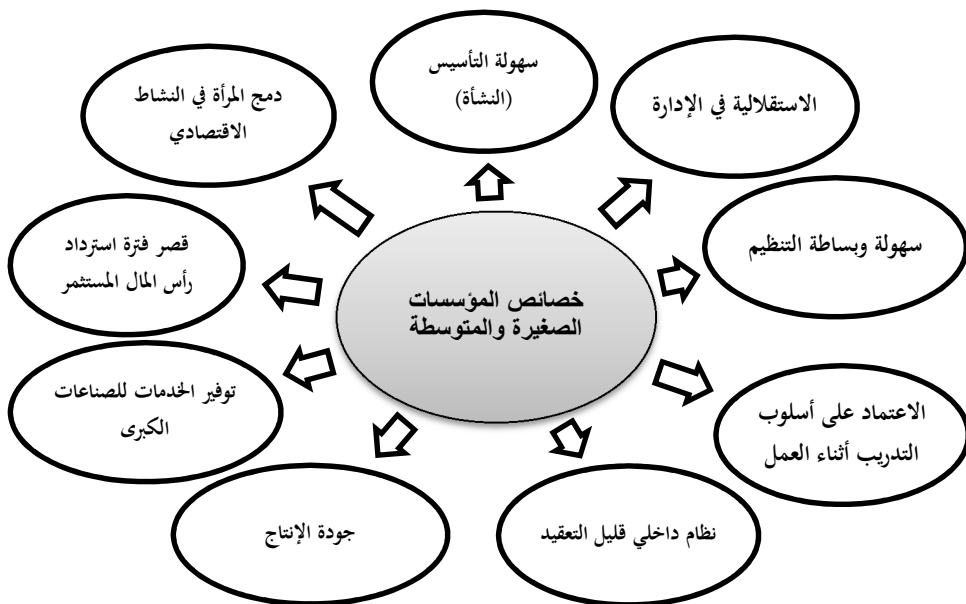 خصائص المؤسسات
الصغيرة والمتوسطة
سهولة التأسيس
(النشأة)
الاستقلالية في الإدارة
سهولة وبساطة التنظيم
الاعتماد على أسلوب
التدريب أثناء العمل
نظام داخلي قليل التعقيد
جودة الإنتاج
توفير الخدمات للصناعات
الكبرى
قصر فترة استرداد
رأس المال المستثمر
دمج المرأة في النشاط
الاقتصادي